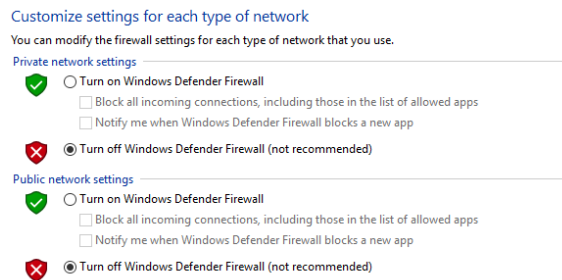 Customize settings for each type of network
You can modify the firewall settings for each type of network that you use.
Private network settings
Turn on Windows Defender Firewall
Block all incoming connections, including those in the list of allowed apps
Notify me when Windows Defender Firewall blocks a new app
Turn off Windows Defender Firewall (not recommended)
Public network settings
Turn on Windows Defender Firewall
Block all incoming connections, including those in the list of allowed apps
Notify me when Windows Defender Firewall blocks a new app
Turn off Windows Defender Firewall (not recommended)